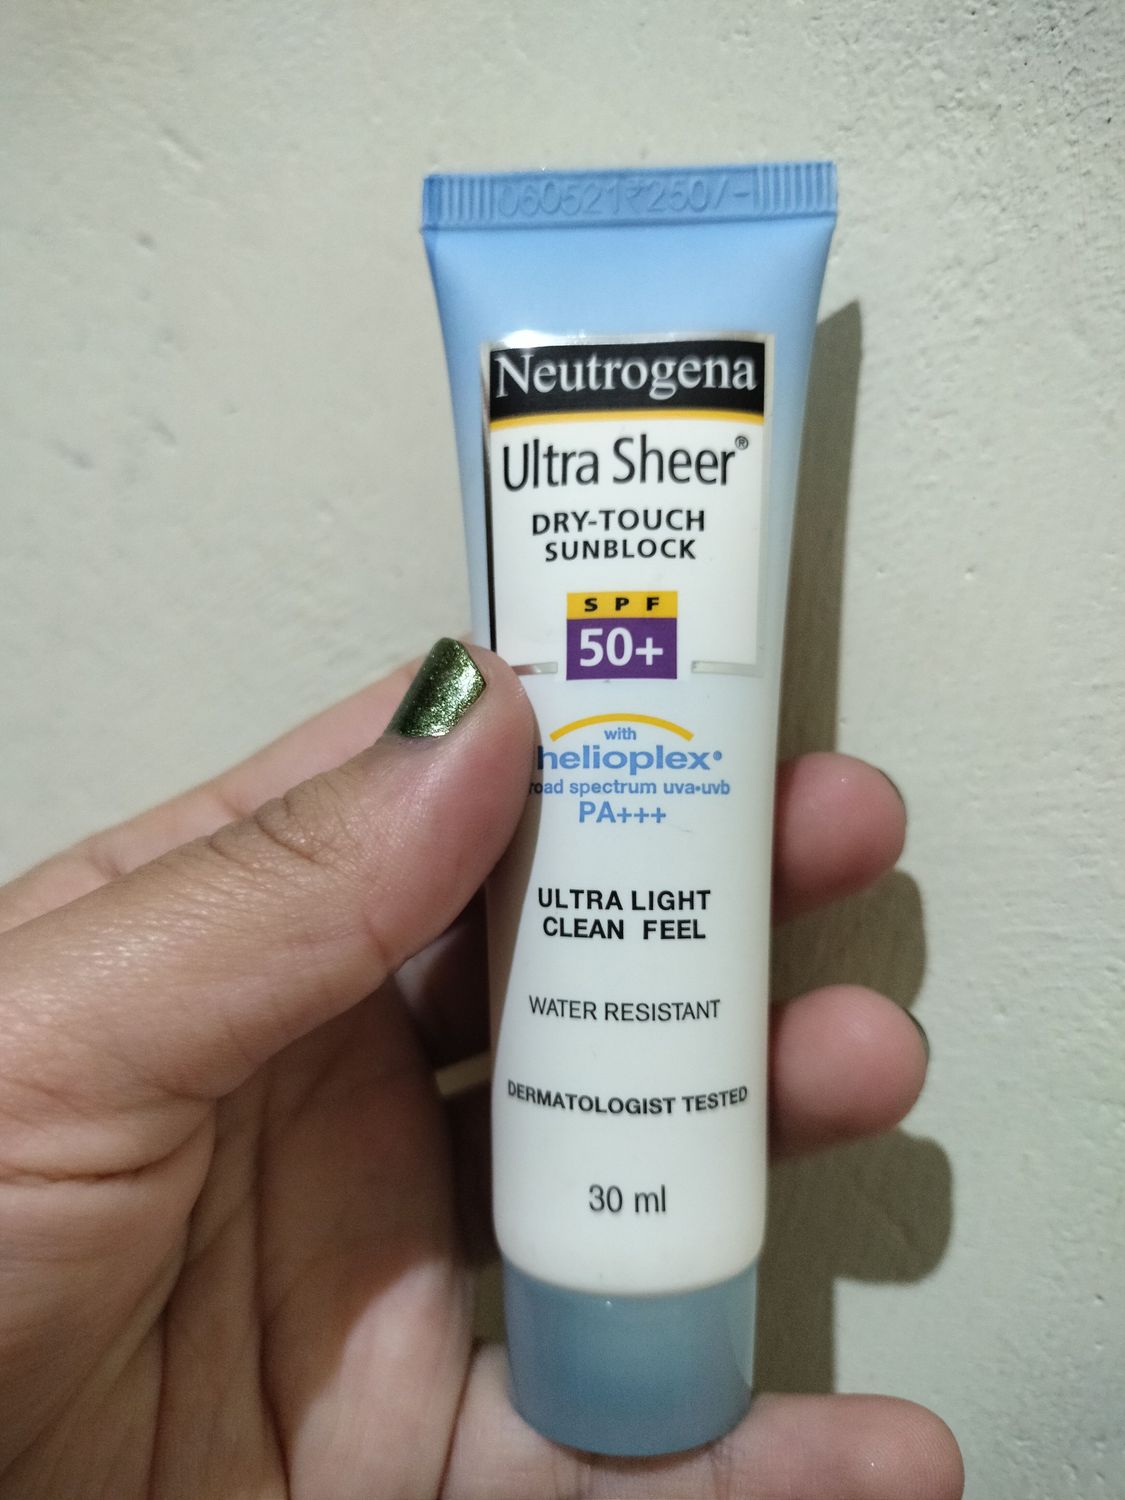 060521₹250/-
Neutrogena
Ultra Sheer®
DRY-TOUCH
SUNBLOCK
SPF
50+
with
helioplex®
road spectrum uva•uvb
PA+++
ULTRA LIGHT
CLEAN FEEL
WATER RESISTANT
DERMATOLOGIST TESTED
30 ml